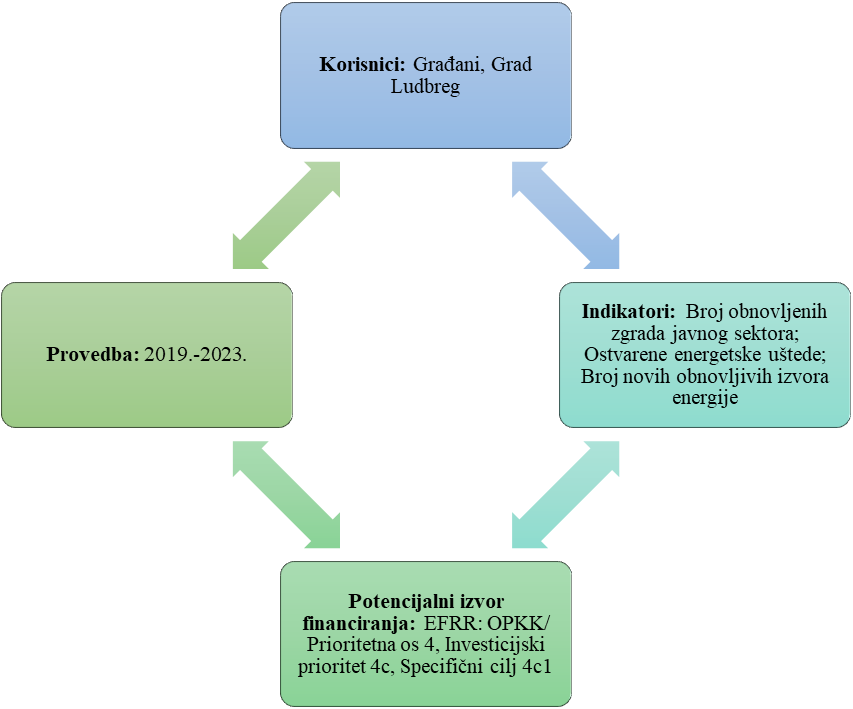 Korisnici: Građani, Grad
Ludbreg
Provedba: 2019.-2023.
Indikatori: Broj obnovljenih
zgrada javnog sektora;
Ostvarene energetske uštede;
Broj novih obnovljivih izvora
energije
Potencijalni izvor
financiranja: EFRR: OPKK/
Prioritetna os 4, Investicijski
prioritet 4c, Specifični cilj 4c1